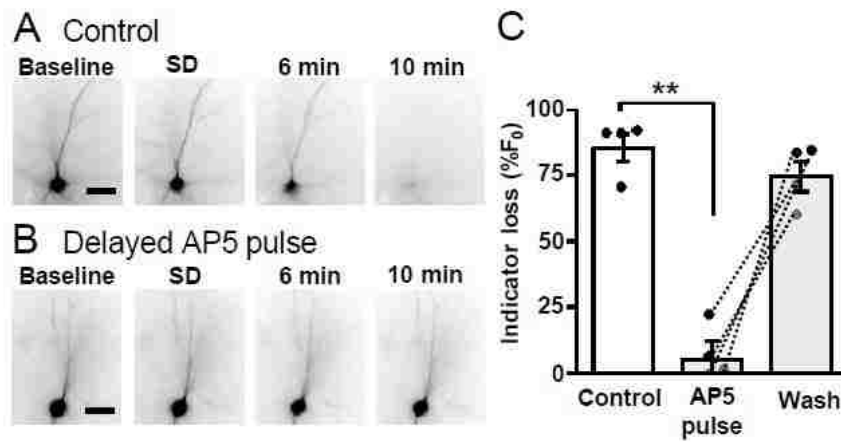 A Control
Baseline SD 6 min 10 min
B Delayed AP5 pulse
Baseline SD 6 min 10 min
C
**
Indicator loss (%F₀)
100
75
50
25
0
Control AP5 pulse Wash